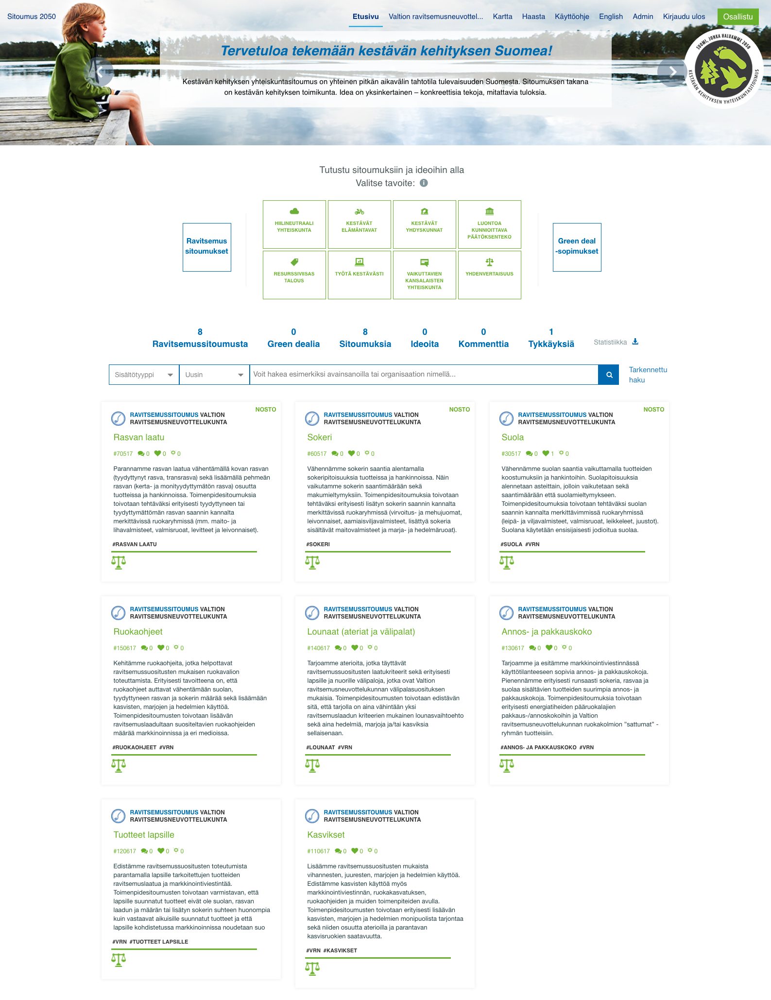 Sitoumus 2050
Etusivu
Valtion ravitsemusneuvottel...
Kartta
Haasta
Käyttöohje
English
Admin
Kirjaudu ulos
Osallistu
Tervetuloa tekemään kestävän kehityksen Suomea!
Kestävän kehityksen yhteiskuntasitoumus on yhteinen pitkän aikavälin tahtotila tulevaisuuden Suomesta. Sitoumuksen takana
on kestävän kehityksen toimikunta. Idea on yksinkertainen – konkreettisia tekoja, mitattavia tuloksia.
SUOMI, JONKA HALUAMME 2050
KESTÄVÄN KEHITYKSEN YHTEISKUNTASITOUMUS
Tutustu sitoumuksiin ja ideoihin alla
Valitse tavoite:
Ravitsemus
sitoumukset
HIILINEUTRAALI
YHTEISKUNTA
KESTÄVÄT
ELÄMÄNTAVAT
KESTÄVÄT
YHDYSKUNNAT
LUONTOA
KUNNIOITTAVA
PÄÄTÖKSENTEKO
RESURSSIVIISAS
TALOUS
TYÖTÄ KESTÄVÄSTI
VAIKUTTAVIEN
KANSALAISTEN
YHTEISKUNTA
YHDENVERTAISUUS
Green deal
-sopimukset
8
Ravitsemussitoumusta
0
Green dealia
8
Sitoumuksia
0
Ideoita
0
Kommenttia
1
Tykkäyksiä
Statistiikka
Sisältötyyppi
Uusin
Voit hakea esimerkiksi avainsanoilla tai organisaation nimellä...
Tarkennettu
haku
NOSTO
RAVITSEMUSSITOUMUS VALTION
RAVITSEMUSNEUVOTTELUKUNTA
Rasvan laatu
#70517 0 0 0
Parannamme rasvan laatua vähentämällä kovan rasvan
(tyydyttynyt rasva, transrasva) sekä lisäämällä pehmeän
rasvan (kerta- ja monityydyttymätön rasva) osuutta
tuotteissa ja hankinnoissa. Toimenpidesitoumuksia
toivotaan tehtäväksi erityisesti tyydyttyneen tai
tyydyttymättömän rasvan saannin kannalta
merkittävissä ruokaryhmissä (mm. maito- ja
lihavalmisteet, valmisruoat, levitteet ja leivonnaiset).
#RASVAN LAATU
NOSTO
RAVITSEMUSSITOUMUS VALTION
RAVITSEMUSNEUVOTTELUKUNTA
Sokeri
#60517 0 0 0
Vähennämme sokerin saantia alentamalla
sokeripitoisuuksia tuotteissa ja hankinnoissa. Näin
vaikutamme sokerin saantimäärään sekä
makumieltymyksiin. Toimenpidesitoumuksia toivotaan
tehtäväksi erityisesti lisätyn sokerin saannin kannalta
merkittävissä ruokaryhmissä (virvoitus- ja mehujuomat,
leivonnaiset, aamiaisviljavalmisteet, lisättyä sokeria
sisältävät maitovalmisteet ja marja- ja hedelmäruoat).
#SOKERI
NOSTO
RAVITSEMUSSITOUMUS VALTION
RAVITSEMUSNEUVOTTELUKUNTA
Suola
#30517 0 1 0
Vähennämme suolan saantia vaikuttamalla tuotteiden
koostumuksiin ja hankintoihin. Suolapitoisuuksia
alennetaan asteittain, jolloin vaikutetaan sekä
saantimäärään että suolamieltymykseen.
Toimenpidesitoumuksia toivotaan tehtäväksi suolan
saannin kannalta merkittävimmissä ruokaryhmissä
(leipä- ja viljavalmisteet, valmisruoat, leikkeleet, juustot).
Suolana käytetään ensisijaisesti jodioitua suolaa.
#SUOLA #VRN
RAVITSEMUSSITOUMUS VALTION
RAVITSEMUSNEUVOTTELUKUNTA
Ruokaohjeet
#150617 0 0 0
Kehitämme ruokaohjeita, jotka helpottavat
ravitsemussuositusten mukaisen ruokavalion
toteuttamista. Erityisesti tavoitteena on, että
ruokaohjeet auttavat vähentämään suolan,
tyydyttyneen rasvan ja sokerin määrää sekä lisäämään
kasvisten, marjojen ja hedelmien käyttöä.
Toimenpidesitoumusten toivotaan lisäävän
ravitsemuslaadultaan suositeltavien ruokaohjeiden
määrää markkinoinnissa ja eri medioissa.
#RUOKAOHJEET #VRN
RAVITSEMUSSITOUMUS VALTION
RAVITSEMUSNEUVOTTELUKUNTA
Lounaat (ateriat ja välipalat)
#140617 0 0 0
Tarjoamme aterioita, jotka täyttävät
ravitsemussuositusten laatukriteerit sekä erityisesti
lapsille ja nuorille välipaloja, jotka ovat Valtion
ravitsemusneuvottelukunnan välipalasuosituksen
mukaisia. Toimenpidesitoumusten toivotaan edistävän
sitä, että tarjolla on aina vähintään yksi
ravitsemuslaadun kriteerien mukainen lounasvaihtoehto
sekä aina hedelmiä, marjoja ja/tai kasviksia
sellaisenaan.
#LOUNAAT #VRN
RAVITSEMUSSITOUMUS VALTION
RAVITSEMUSNEUVOTTELUKUNTA
Annos- ja pakkauskoko
#130617 0 0 0
Tarjoamme ja esitämme markkinointiviestinnässä
käyttötilanteeseen sopivia annos- ja pakkauskokoja.
Pienennämme erityisesti runsaasti sokeria, rasvaa ja
suolaa sisältävien tuotteiden suurimpia annos- ja
pakkauskokoja. Toimenpidesitoumuksia toivotaan
erityisesti energiatiheiden pääruokalajien
pakkaus-/annoskokoihin ja Valtion
ravitsemusneuvottelukunnan ruokakolmion ”sattumat” -
ryhmän tuotteisiin.
#ANNOS- JA PAKKAUSKOKO #VRN
RAVITSEMUSSITOUMUS VALTION
RAVITSEMUSNEUVOTTELUKUNTA
Tuotteet lapsille
#120617 0 0 0
Edistämme ravitsemussuositusten toteutumista
parantamalla lapsille tarkoitettujen tuotteiden
ravitsemuslaatua ja markkinointiviestintää.
Toimenpidesitoumusten toivotaan varmistavan, että
lapsille suunnatut tuotteet eivät ole suolan, rasvan
laadun ja määrän tai lisätyn sokerin suhteen huonompia
kuin vastaavat aikuisille suunnatut tuotteet ja että
lapsille kohdistetussa markkinoinnissa noudetaan suo
#VRN #TUOTTEET LAPSILLE
RAVITSEMUSSITOUMUS VALTION
RAVITSEMUSNEUVOTTELUKUNTA
Kasvikset
#110617 0 0 0
Lisäämme ravitsemussuositusten mukaista
vihannesten, juuresten, marjojen ja hedelmien käyttöä.
Edistämme kasvisten käyttöä myös
markkinointiviestinnän, ruokakasvatuksen,
ruokaohjeiden ja muiden toimenpiteiden avulla.
Toimenpidesitoumusten toivotaan erityisesti lisäävän
kasvisten, marjojen ja hedelmien monipuolista tarjontaa
sekä niiden osuutta aterioilla ja parantavan
kasvisruokien saatavuutta.
#VRN #KASVIKSET